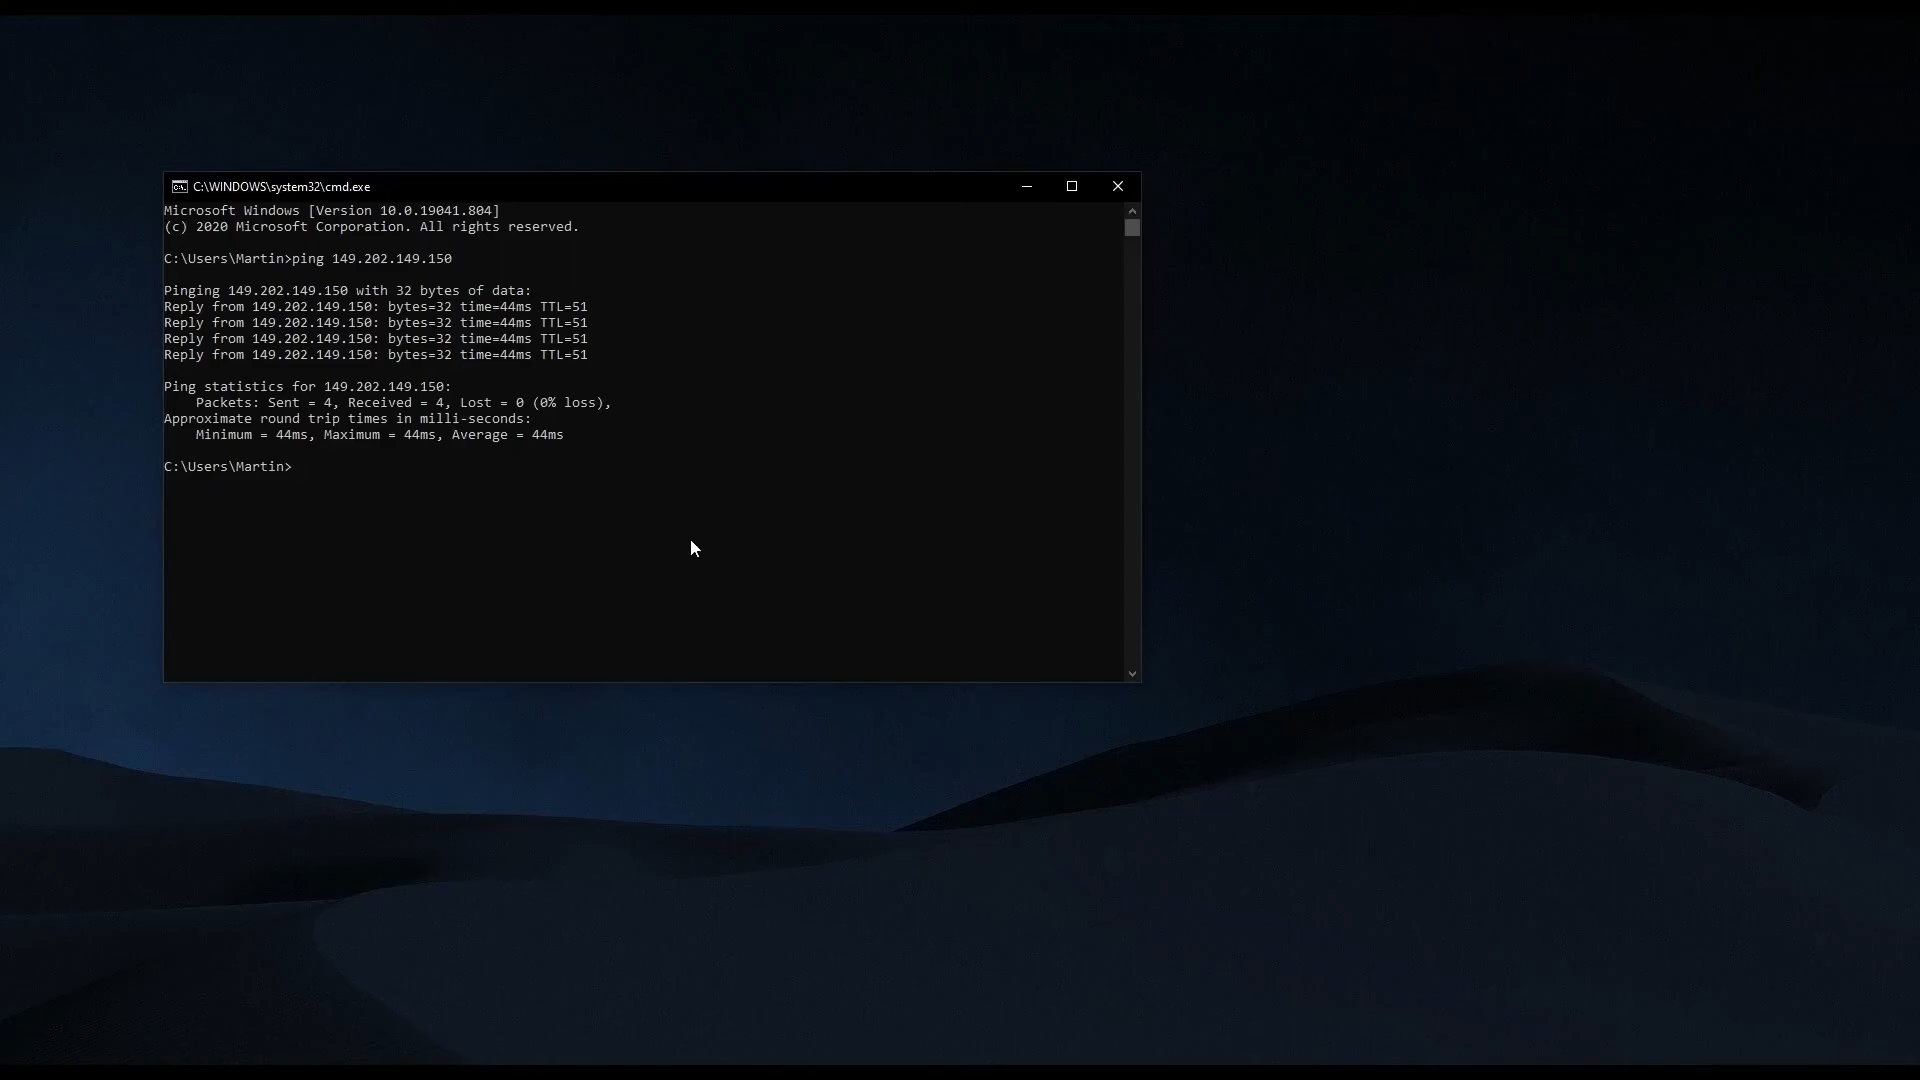 C:\WINDOWS\system32\cmd.exe
Microsoft Windows [Version 10.0.19041.804]
(c) 2020 Microsoft Corporation. All rights reserved.
C:\Users\Martin>ping 149.202.149.150
Pinging 149.202.149.150 with 32 bytes of data:
Reply from 149.202.149.150: bytes=32 time=44ms TTL=51
Reply from 149.202.149.150: bytes=32 time=44ms TTL=51
Reply from 149.202.149.150: bytes=32 time=44ms TTL=51
Reply from 149.202.149.150: bytes=32 time=44ms TTL=51
Ping statistics for 149.202.149.150:
    Packets: Sent = 4, Received = 4, Lost = 0 (0% loss),
Approximate round trip times in milli-seconds:
    Minimum = 44ms, Maximum = 44ms, Average = 44ms
C:\Users\Martin>